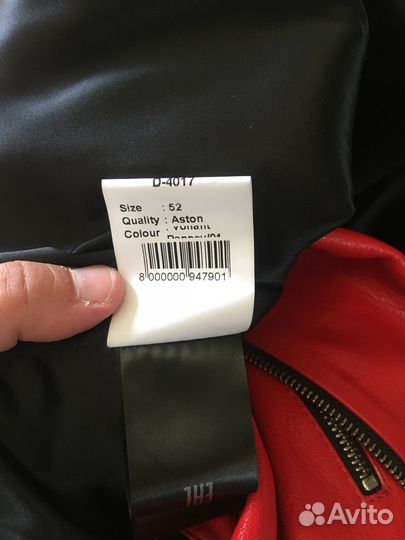 D-4017
Size : 52
Quality : Aston
Colour :
8 000000 947901
EAC
Avito